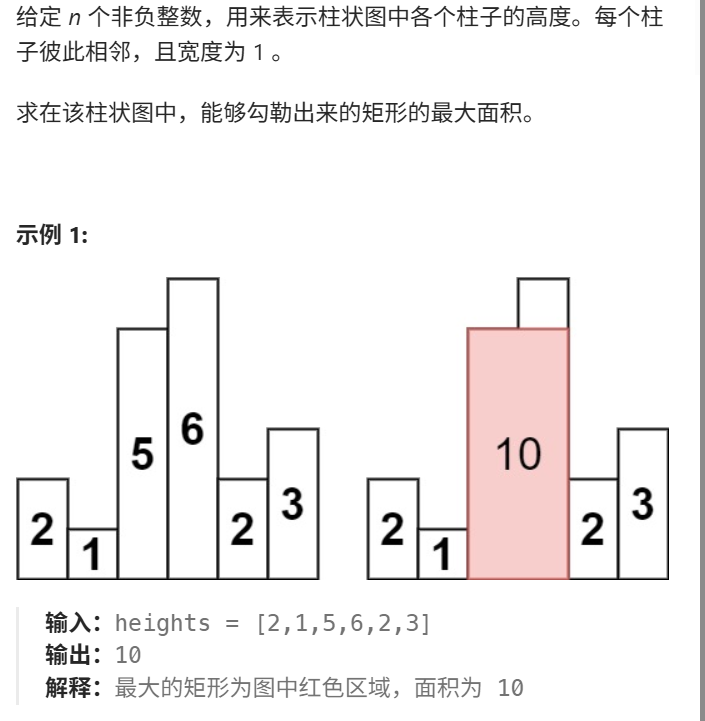 给定 n 个非负整数，用来表示柱状图中各个柱子的高度。每个柱
子彼此相邻，且宽度为 1 。
求在该柱状图中，能够勾勒出来的矩形的最大面积。
示例 1:
2 1 5 6 2 3
2 1 10 2 3
输入：heights = [2,1,5,6,2,3]
输出：10
解释：最大的矩形为图中红色区域，面积为 10